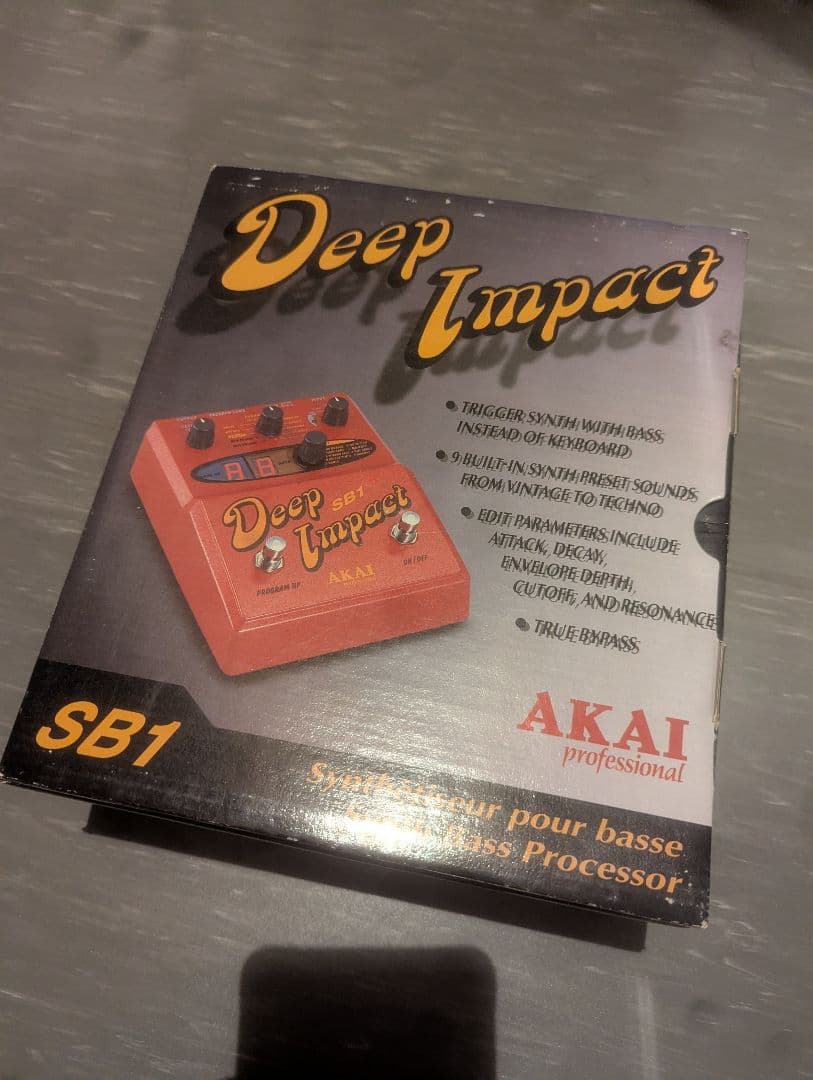 Deep
Impact
• TRIGGER SYNTH WITH BASS
INSTEAD OF KEYBOARD
• 9 BUILT-IN SYNTH PRESET SOUNDS
FROM VINTAGE TO TECHNO
• EDIT PARAMETERS INCLUDE
ATTACK, DECAY,
ENVELOPE DEPTH,
CUTOFF, AND RESONANCE
• TRUE BYPASS
Deep
SB1
Impact
AKAI
PROGRAM UP
ON / OFF
AKAI
professional
SB1
Synthétiseur pour basse
Bass Processor